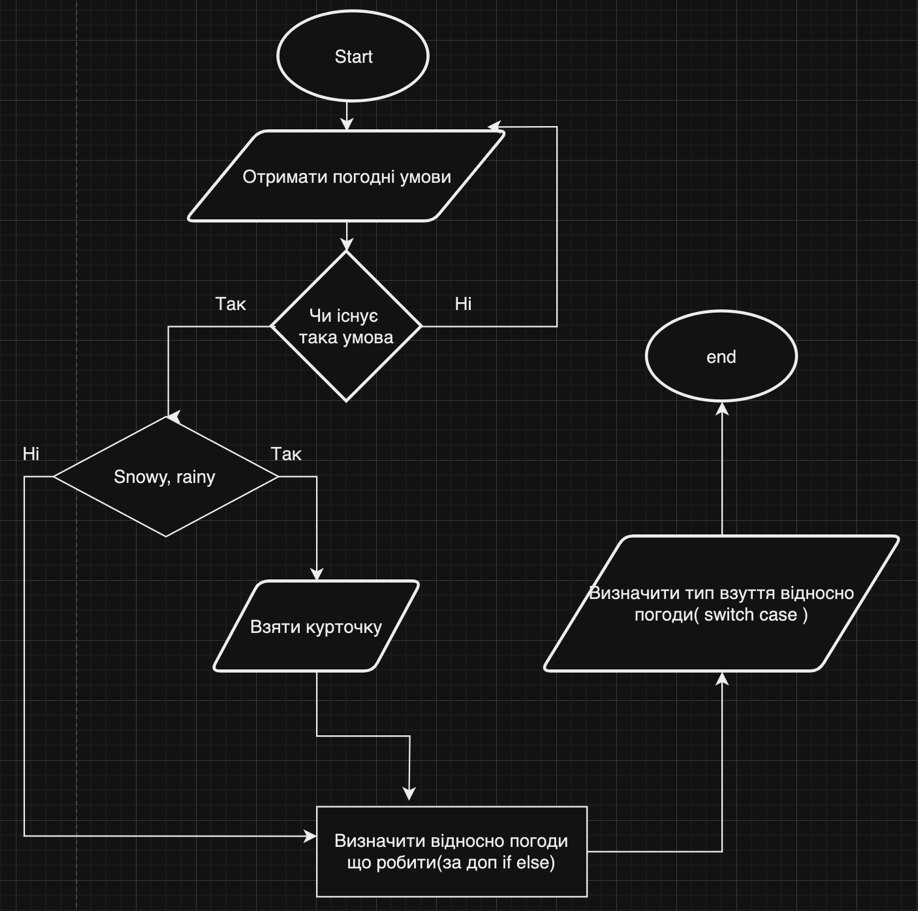 Start
Отримати погодні умови
Так
Ні
Чи існує
така умова
end
Ні
Так
Snowy, rainy
Визначити тип взуття відносно
погоди( switch case )
Взяти курточку
Визначити відносно погоди
що робити(за доп if else)